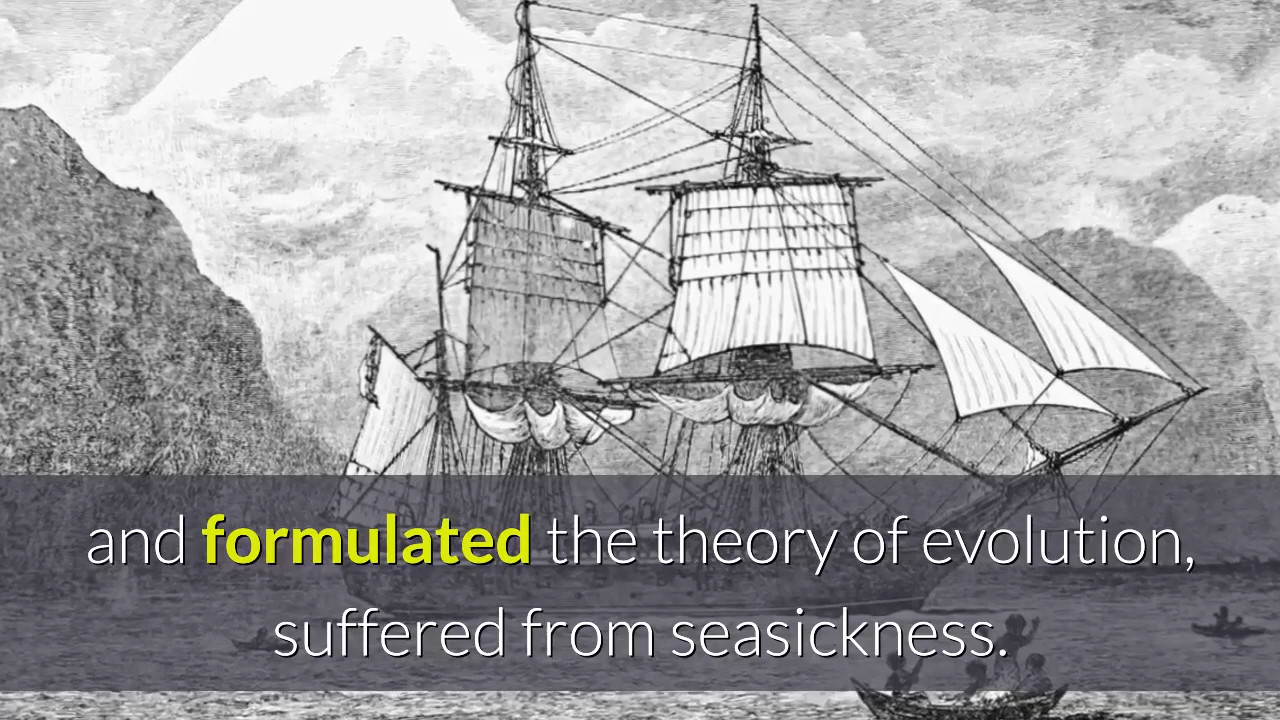 and formulated the theory of evolution,
suffered from seasickness.